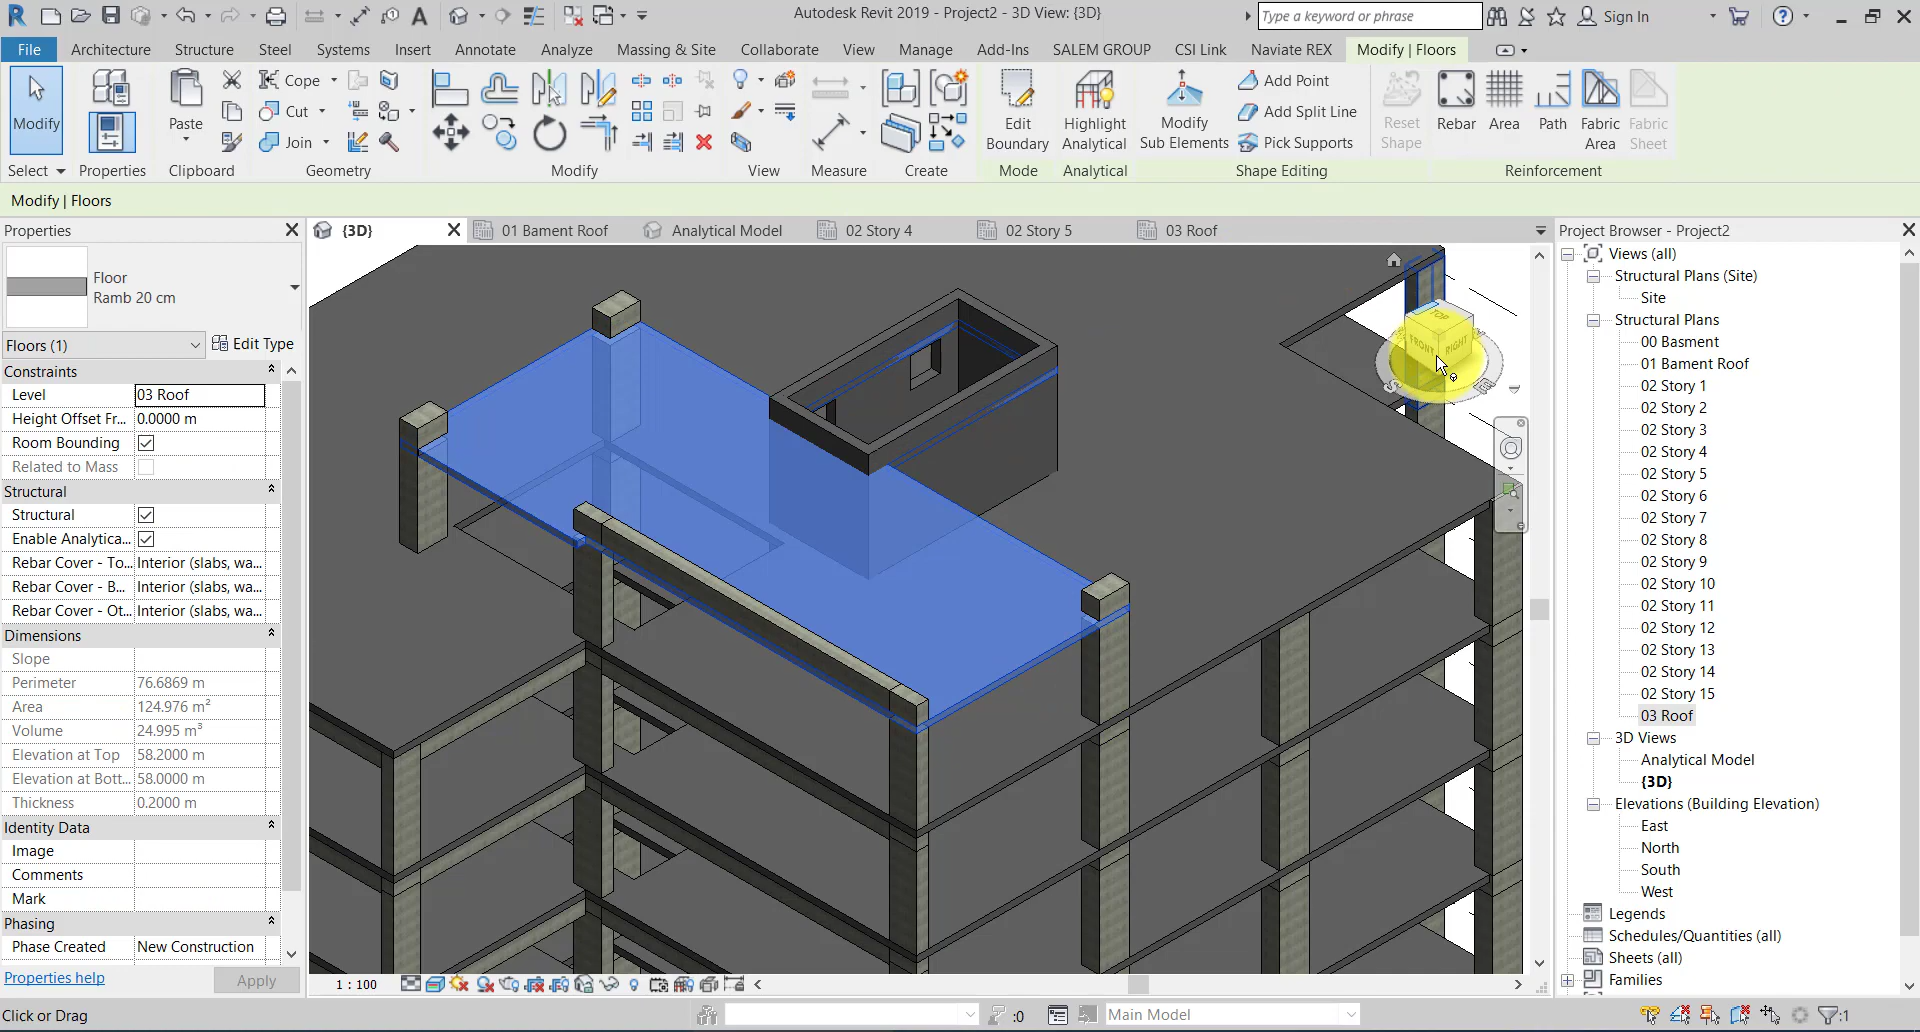 Autodesk Revit 2019 - Project2 - 3D View: {3D}
Type a keyword or phrase
Sign In
File Architecture Structure Steel Systems Insert Annotate Analyze Massing & Site Collaborate View Manage Add-Ins SALEM GROUP CSI Link Naviate REX Modify | Floors
Modify
Paste
Cope
Cut
Join
Edit Boundary
Highlight Analytical
Modify Sub Elements
Add Point
Add Split Line
Pick Supports
Reset Shape
Rebar
Area
Path
Fabric Area
Fabric Sheet
Select Properties Clipboard Geometry Modify View Measure Create Mode Analytical Shape Editing Reinforcement
Modify | Floors
Properties
{3D} 01 Bament Roof Analytical Model 02 Story 4 02 Story 5 03 Roof
Project Browser - Project2
Floor
Ramb 20 cm
Floors (1) Edit Type
Constraints
Level 03 Roof
Height Offset Fr... 0.0000 m
Room Bounding
Related to Mass
Structural
Structural
Enable Analytica...
Rebar Cover - To... Interior (slabs, wa...
Rebar Cover - B... Interior (slabs, wa...
Rebar Cover - Ot... Interior (slabs, wa...
Dimensions
Slope
Perimeter 76.6869 m
Area 124.976 m²
Volume 24.995 m³
Elevation at Top 58.2000 m
Elevation at Bott... 58.0000 m
Thickness 0.2000 m
Identity Data
Image
Comments
Mark
Phasing
Phase Created New Construction
Properties help Apply
TOP
FRONT RIGHT
Views (all)
Structural Plans (Site)
Site
Structural Plans
00 Basment
01 Bament Roof
02 Story 1
02 Story 2
02 Story 3
02 Story 4
02 Story 5
02 Story 6
02 Story 7
02 Story 8
02 Story 9
02 Story 10
02 Story 11
02 Story 12
02 Story 13
02 Story 14
02 Story 15
03 Roof
3D Views
Analytical Model
{3D}
Elevations (Building Elevation)
East
North
South
West
Legends
Schedules/Quantities (all)
Sheets (all)
Families
1 : 100
Click or Drag
:0
Main Model
:1